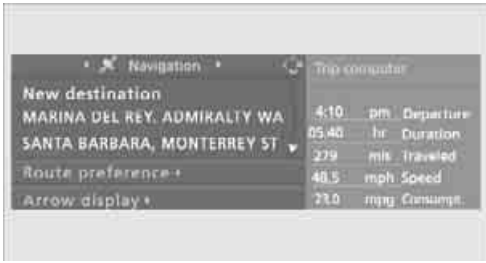 Navigation
New destination
MARINA DEL REY, ADMIRALTY WA
SANTA BARBARA, MONTERREY ST
Route preference
Arrow display
Trip computer
4:10 pm Departure
05.40 hr Duration
279 mls Traveled
48.5 mph Speed
23.0 mpg Consumpt.